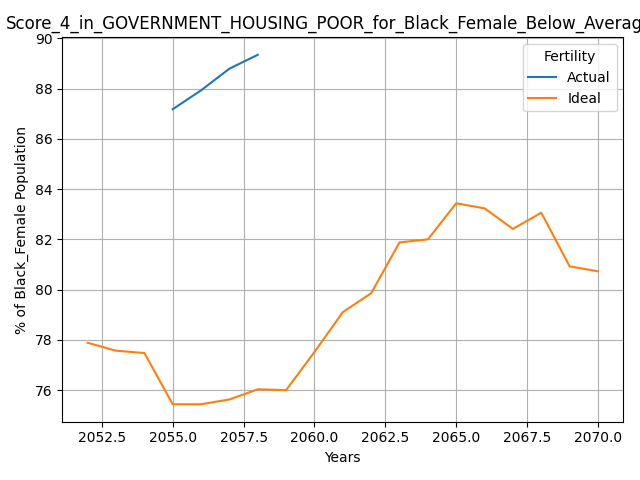 Score_4_in_GOVERNMENT_HOUSING_POOR_for_Black_Female_Below_Averag
90
88
86
84
82
80
78
76
% of Black_Female Population
Fertility
Actual
Ideal
2052.5 2055.0 2057.5 2060.0 2062.5 2065.0 2067.5 2070.0
Years